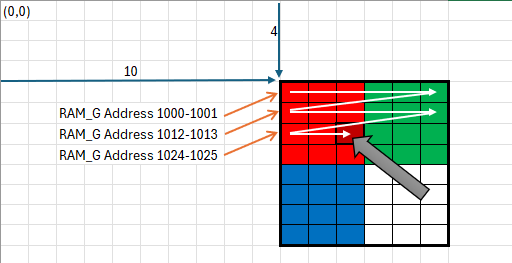 (0,0)
4
10
RAM_G Address 1000-1001
RAM_G Address 1012-1013
RAM_G Address 1024-1025